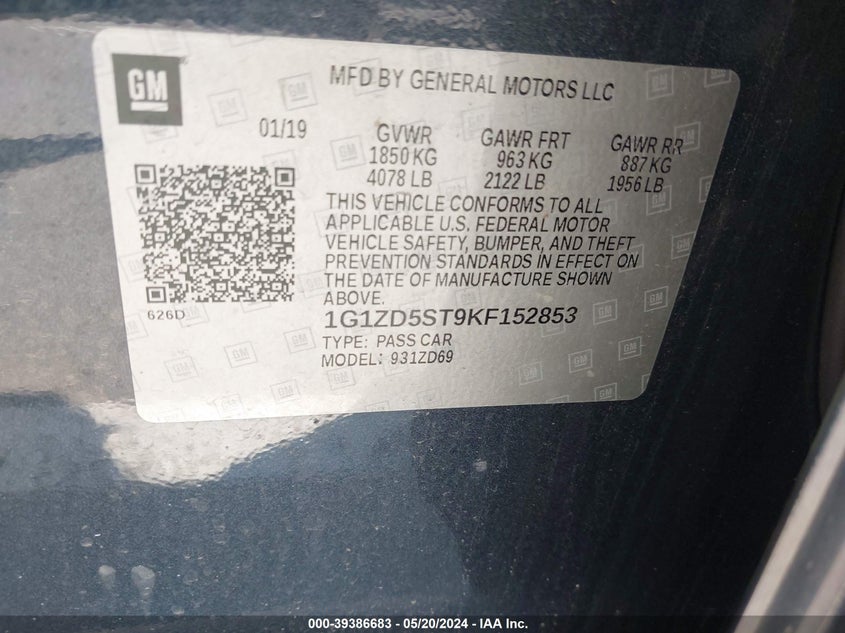 GM
MFD BY GENERAL MOTORS LLC
01/19 GVWR GAWR FRT GAWR RR
1850 KG 963 KG 887 KG
4078 LB 2122 LB 1956 LB
THIS VEHICLE CONFORMS TO ALL
APPLICABLE U.S. FEDERAL MOTOR
VEHICLE SAFETY, BUMPER, AND THEFT
PREVENTION STANDARDS IN EFFECT ON
THE DATE OF MANUFACTURE SHOWN
ABOVE.
626D
1G1ZD5ST9KF152853
TYPE: PASS CAR
MODEL: 931ZD69
000-39386683 / 05/20/2024 - IAA Inc.